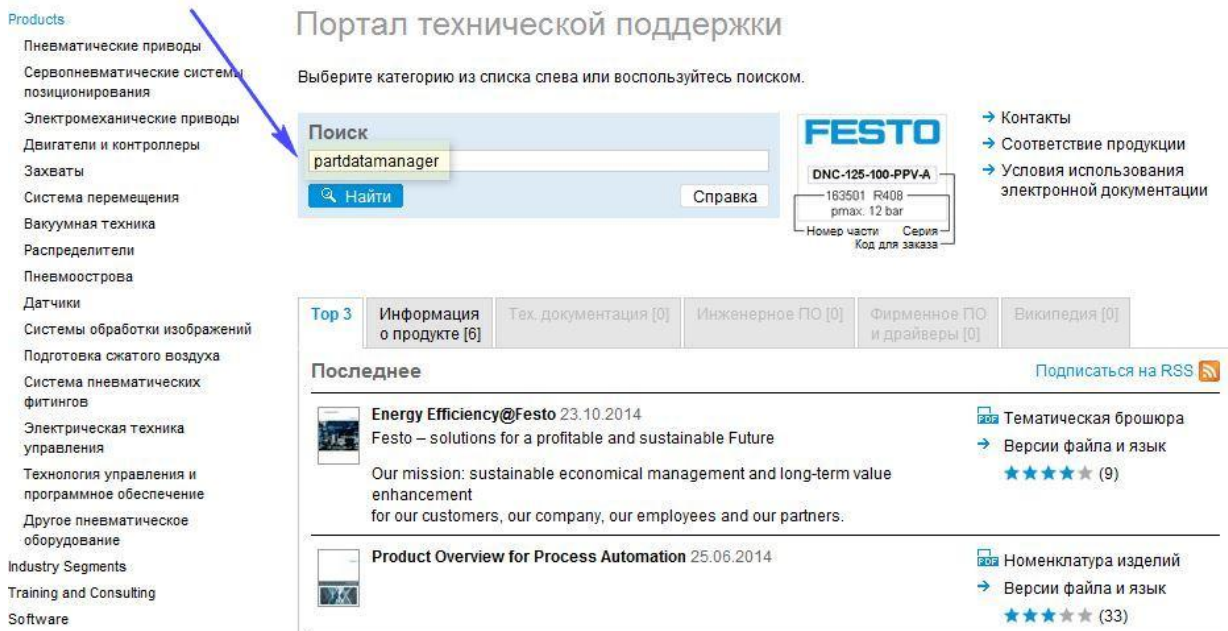 Products
Пневматические приводы
Сервопневматические системы
позиционирования
Электромеханические приводы
Двигатели и контроллеры
Захваты
Система перемещения
Вакуумная техника
Распределители
Пневмоострова
Датчики
Системы обработки изображений
Подготовка сжатого воздуха
Система пневматических
фитингов
Электрическая техника
управления
Технология управления и
программное обеспечение
Другое пневматическое
оборудование
Industry Segments
Training and Consulting
Software
Портал технической поддержки
Выберите категорию из списка слева или воспользуйтесь поиском.
Поиск
partdatamanager
Найти
Справка
FESTO
DNC-125-100-PPV-A
163501 R408
pmax. 12 bar
Номер части Серия
Код для заказа
Контакты
Соответствие продукции
Условия использования
электронной документации
Top 3
Информация
о продукте [6]
Тех. документация [0]
Инженерное ПО [0]
Фирменное ПО
и драйверы [0]
Википедия [0]
Последнее
Подписаться на RSS
Energy Efficiency@Festo 23.10.2014
Festo – solutions for a profitable and sustainable Future
Our mission: sustainable economical management and long-term value
enhancement
for our customers, our company, our employees and our partners.
PDF Тематическая брошюра
Версии файла и язык
(9)
Product Overview for Process Automation 25.06.2014
PDF Номенклатура изделий
Версии файла и язык
(33)